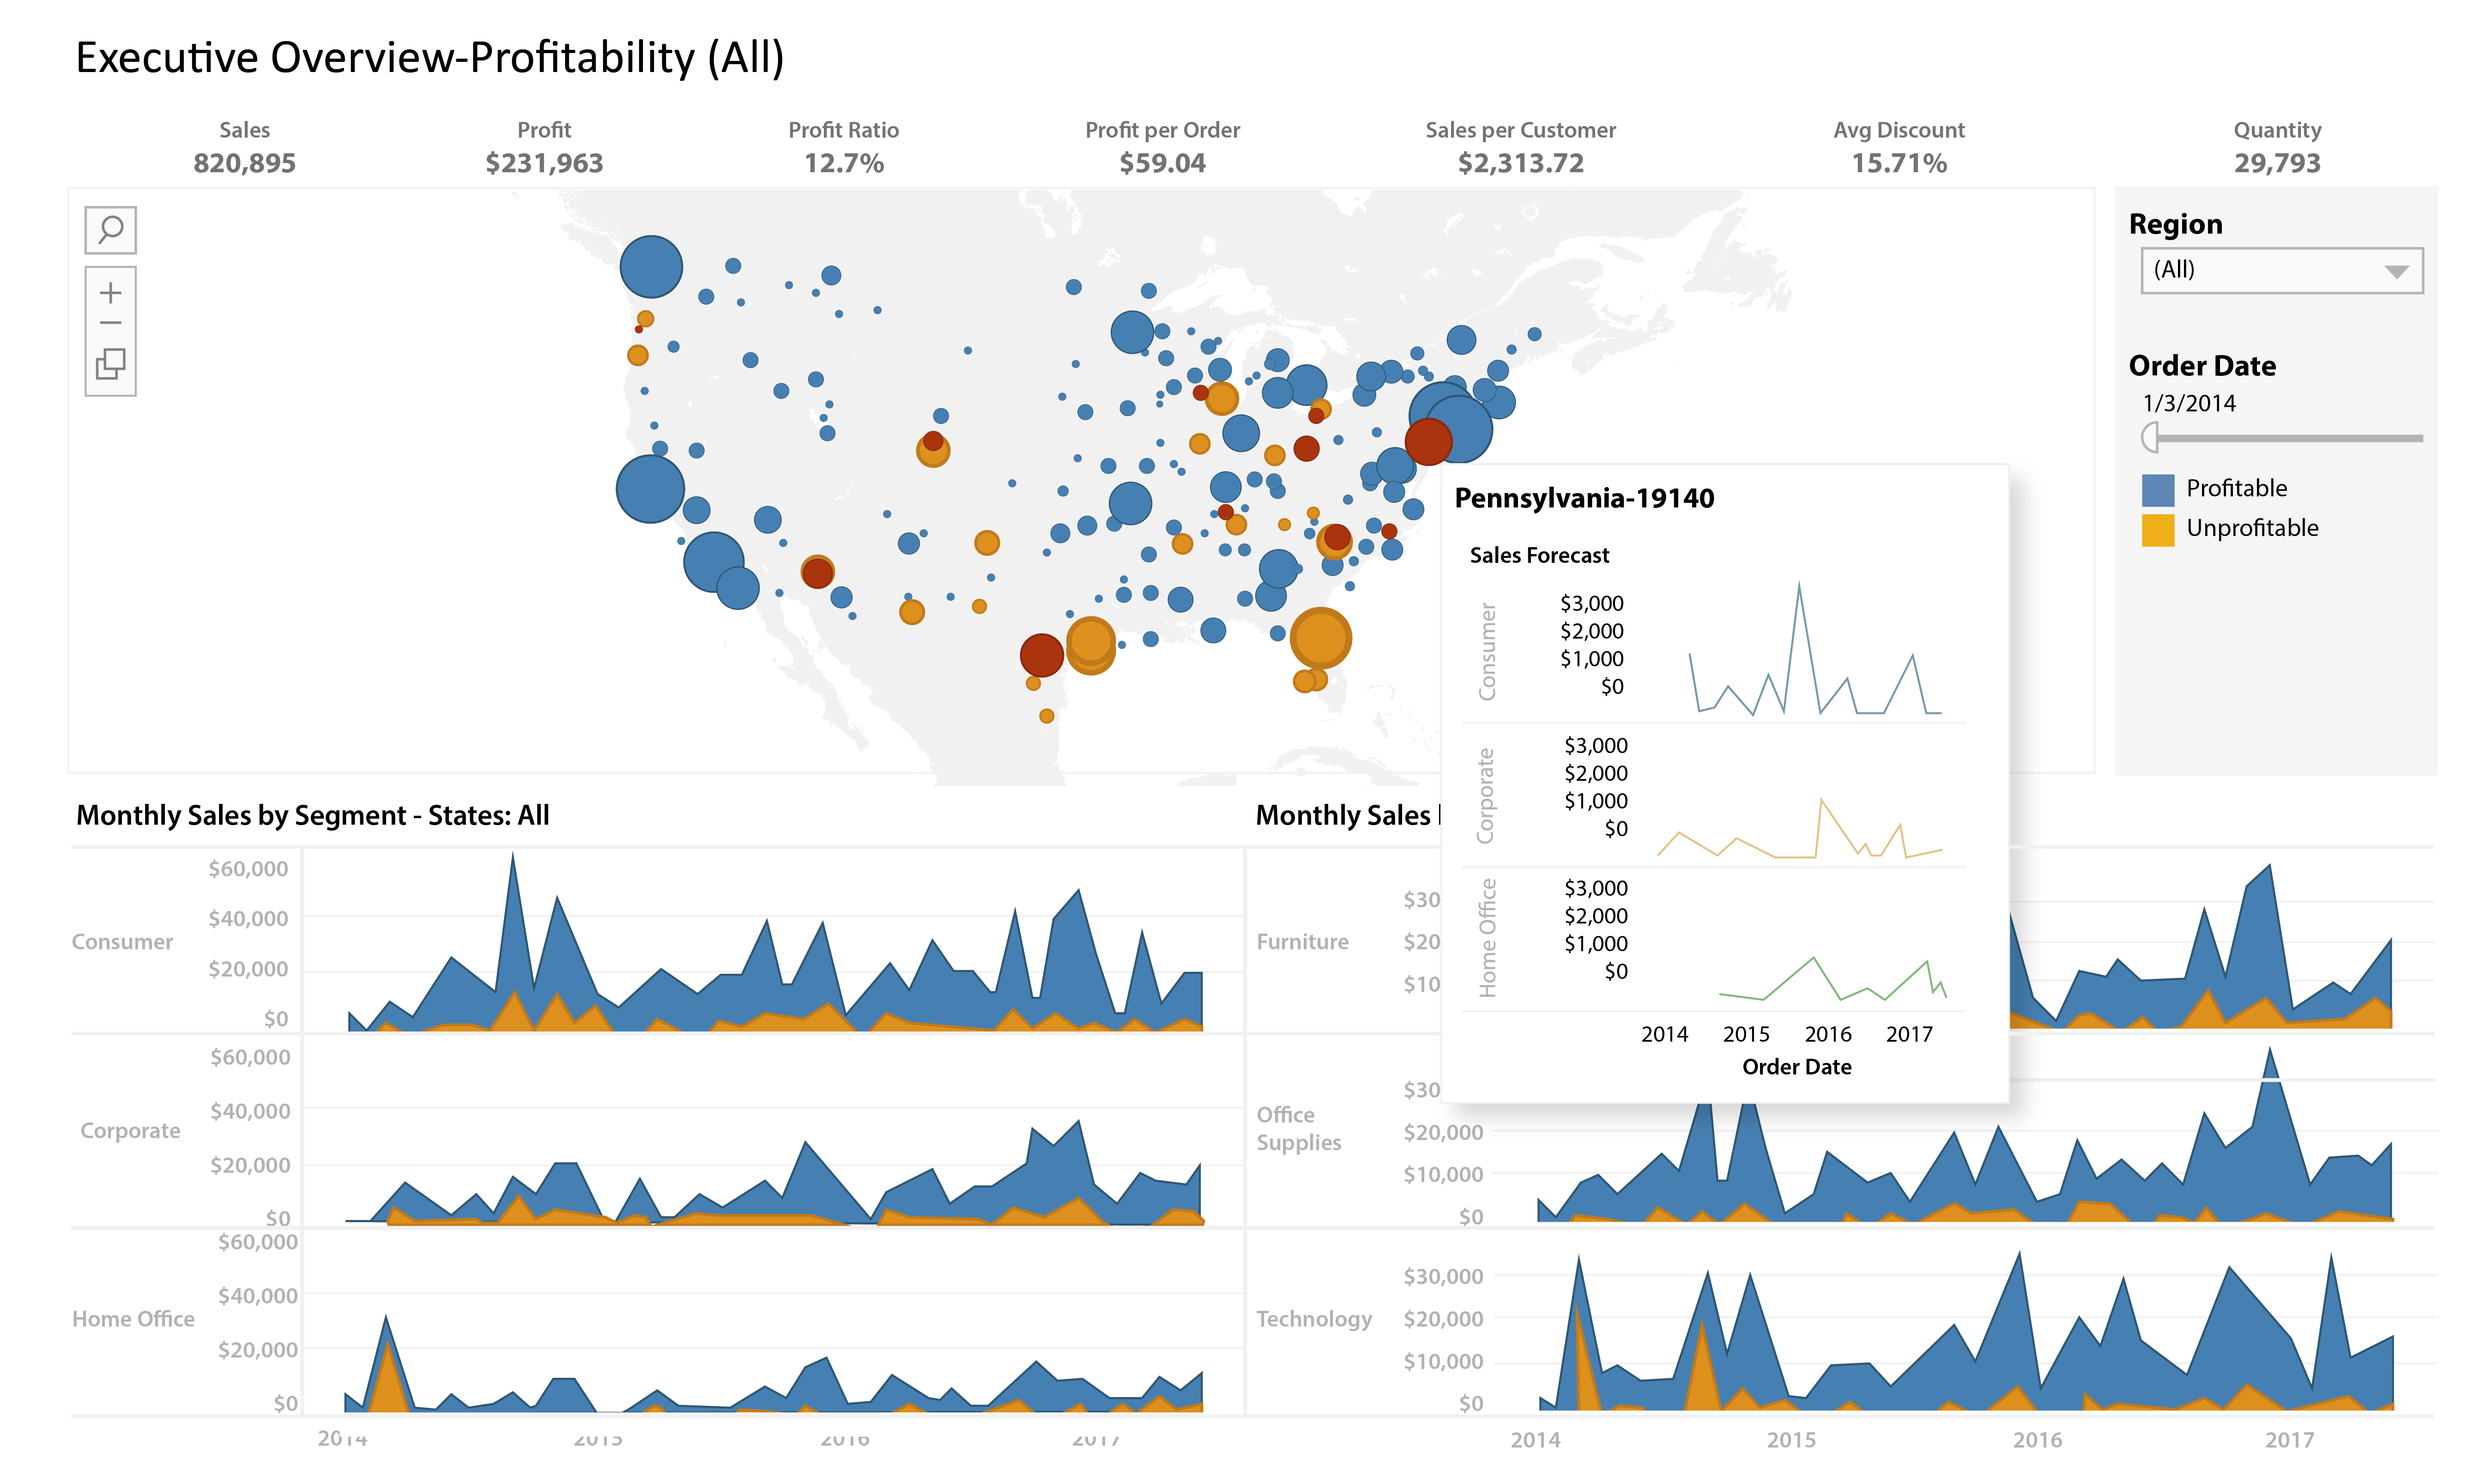 Executive Overview-Profitability (All)
Sales
820,895
Profit
$231,963
Profit Ratio
12.7%
Profit per Order
$59.04
Sales per Customer
$2,313.72
Avg Discount
15.71%
Quantity
29,793
Region
(All)
Order Date
1/3/2014
Profitable
Unprofitable
Pennsylvania-19140
Sales Forecast
Consumer
$3,000
$2,000
$1,000
$0
Corporate
$3,000
$2,000
$1,000
$0
Home Office
$3,000
$2,000
$1,000
$0
2014 2015 2016 2017
Order Date
Monthly Sales by Segment - States: All
Consumer
$60,000
$40,000
$20,000
$0
Corporate
$60,000
$40,000
$20,000
$0
Home Office
$60,000
$40,000
$20,000
$0
2014 2015 2016 2017
Monthly Sales
Furniture
$30
$20
$10
Office
Supplies
$30
$20,000
$10,000
$0
Technology
$30,000
$20,000
$10,000
$0
2014 2015 2016 2017